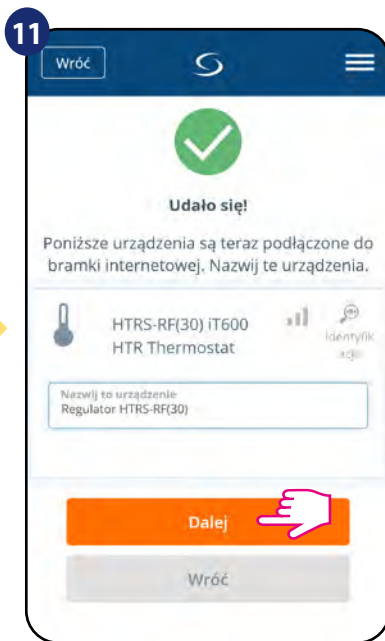 11
Wróć
Udało się!
Poniższe urządzenia są teraz podłączone do
bramki internetowej. Nazwij te urządzenia.
HTRS-RF(30) iT600
HTR Thermostat
Identyfik
acja
Nazwij to urządzenie
Regulator HTRS-RF(30)
Dalej
Wróć